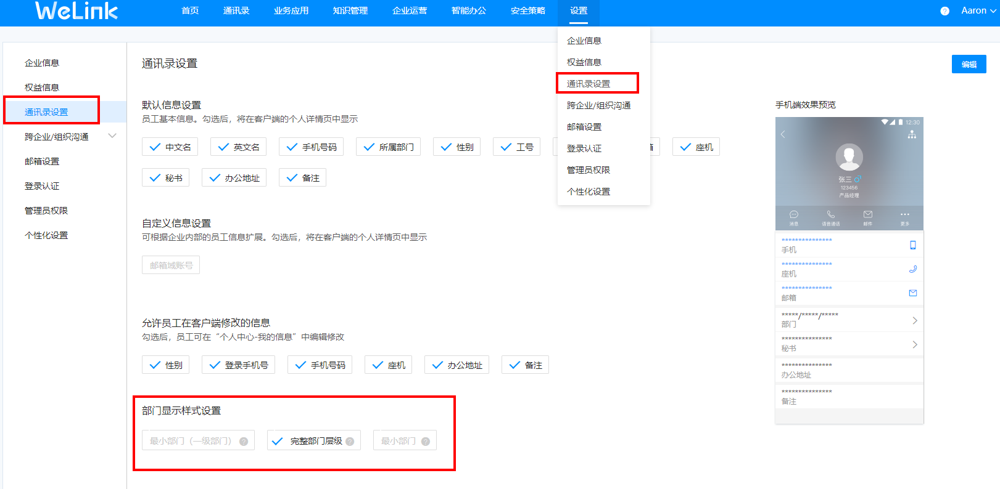 WeLink 首页 通讯录 业务应用 知识管理 企业运营 智能办公 安全策略 设置 ? Aaron
企业信息
权益信息
通讯录设置
跨企业/组织沟通
邮箱设置
登录认证
管理员权限
个性化设置
企业信息
权益信息
通讯录设置
跨企业/组织沟通
邮箱设置
登录认证
管理员权限
个性化设置
通讯录设置
编辑
默认信息设置
员工基本信息。勾选后，将在客户端的个人详情页中显示
中文名 英文名 手机号码 所属部门 性别 工号 座机
秘书 办公地址 备注
自定义信息设置
可根据企业内部的员工信息扩展。勾选后，将在客户端的个人详情页中显示
邮箱域账号
允许员工在客户端修改的信息
勾选后，员工可在“个人中心-我的信息”中编辑修改
性别 登录手机号 手机号码 座机 办公地址 备注
部门显示样式设置
最小部门（一级部门） ? 完整部门层级 ? 最小部门 ?
手机端效果预览
12:30
张三
123456
产品经理
消息 语音通话 邮件 更多
***************
手机
***************
座机
***************
邮箱
*****/*****/*****
部门
***************
秘书
***************
办公地址
***************
备注